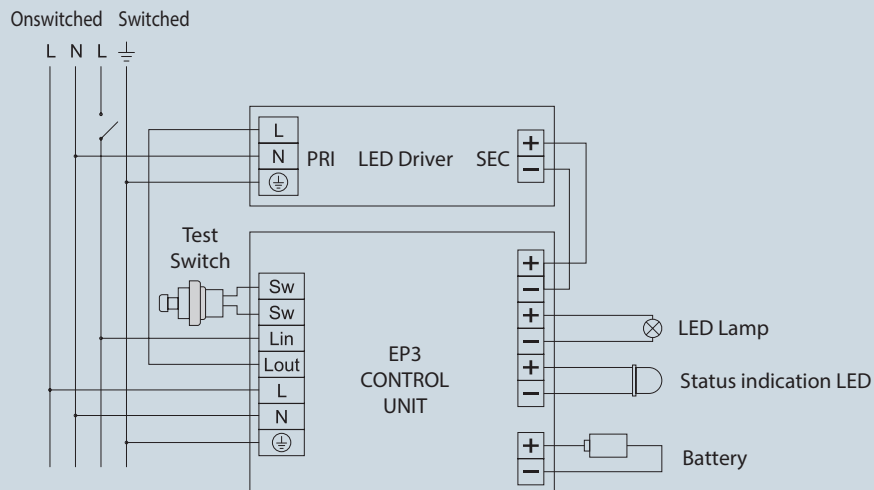 Onswitched Switched
L N L
L
N PRI LED Driver SEC
+
−
Test
Switch
Sw
Sw
Lin
Lout
L
N
EP3
CONTROL
UNIT
+
−
+
−
LED Lamp
+
−
Status indication LED
+
−
Battery